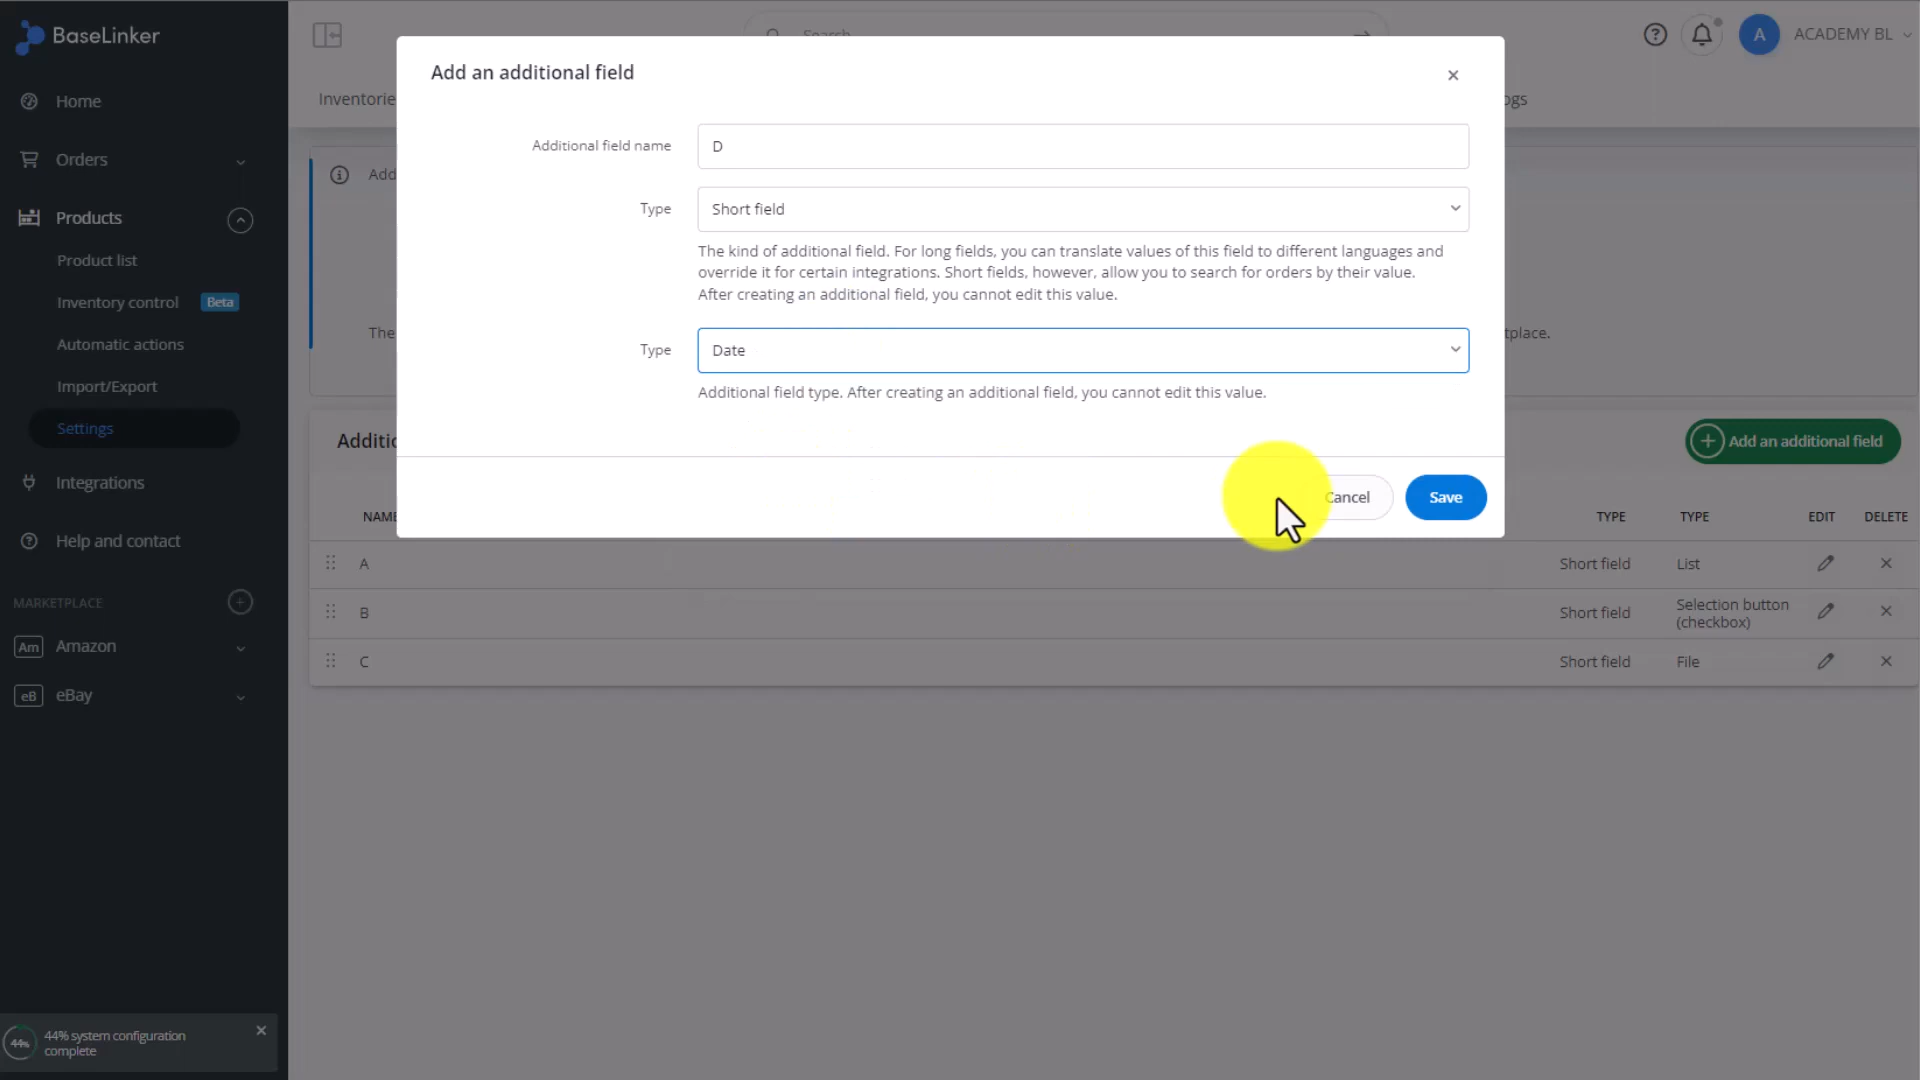 BaseLinker
Home
Orders
Products
Product list
Inventory control Beta
Automatic actions
Import/Export
Settings
Integrations
Help and contact
MARKETPLACE
Am Amazon
eB eBay
44% 44% system configuration
complete
Search
A ACADEMY BL
Add an additional field
Additional field name D
Type Short field
The kind of additional field. For long fields, you can translate values of this field to different languages and
override it for certain integrations. Short fields, however, allow you to search for orders by their value.
After creating an additional field, you cannot edit this value.
Type Date
Additional field type. After creating an additional field, you cannot edit this value.
Cancel Save
Inventorie
ogs
Add
The
tplace.
Additic
Add an additional field
NAME TYPE TYPE EDIT DELETE
A Short field List
B Short field Selection button
(checkbox)
C Short field File